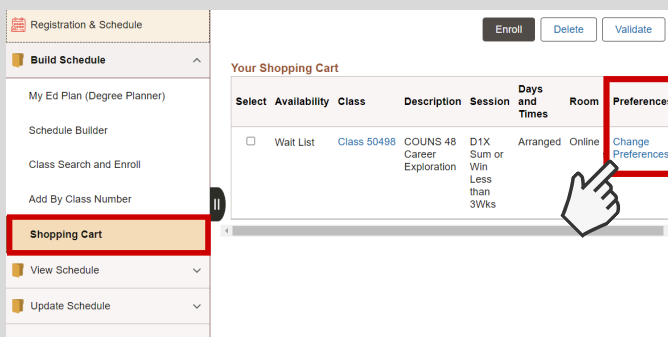 Registration & Schedule
Build Schedule
My Ed Plan (Degree Planner)
Schedule Builder
Class Search and Enroll
Add By Class Number
Shopping Cart
View Schedule
Update Schedule
Enroll Delete Validate
Your Shopping Cart
Select Availability Class Description Session Days and Times Room Preferences
Wait List Class 50498 COUNS 48 D1X Arranged Online Change
Career Sum or Preferences
Exploration Win
Less
than
3Wks